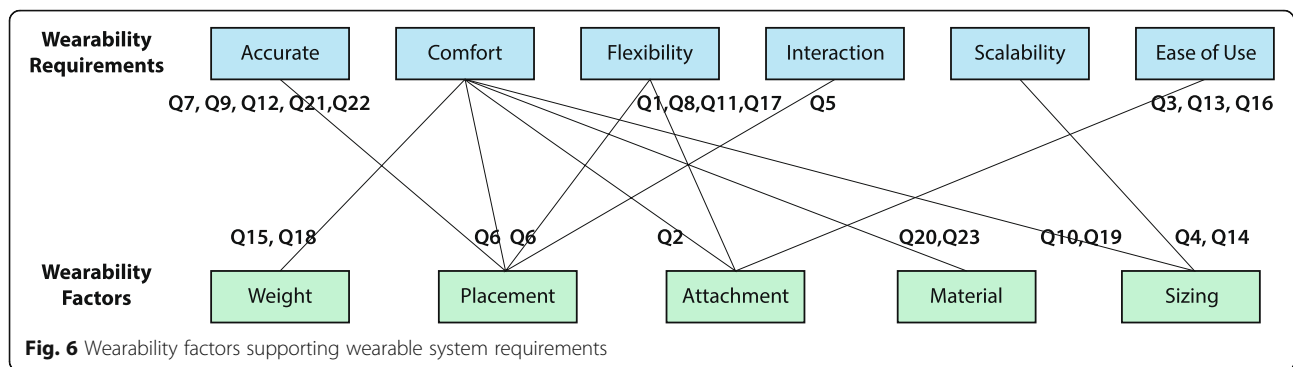 Wearability
Requirements
Accurate
Comfort
Flexibility
Interaction
Scalability
Ease of Use
Q7, Q9, Q12, Q21,Q22
Q1,Q8,Q11,Q17
Q5
Q3, Q13, Q16
Q15, Q18
Q6
Q6
Q2
Q20,Q23
Q10,Q19
Q4, Q14
Wearability
Factors
Weight
Placement
Attachment
Material
Sizing
Fig. 6 Wearability factors supporting wearable system requirements